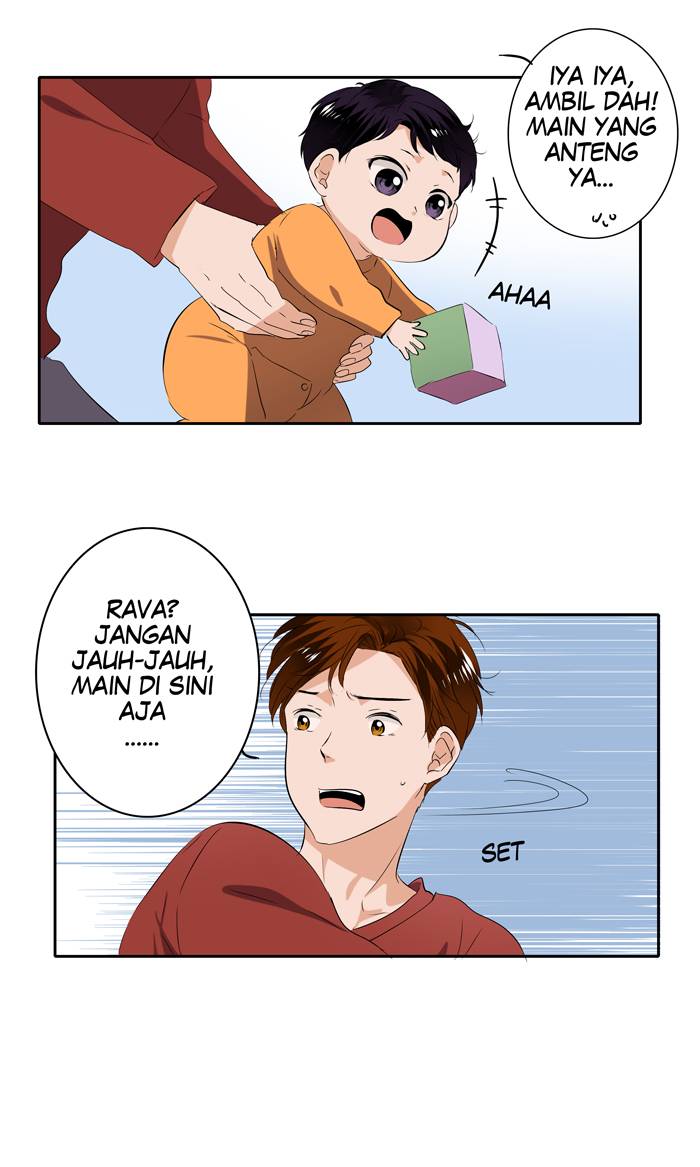 IYA IYA,
AMBIL DAH!
MAIN YANG
ANTENG
YA...
AHAA
RAVA?
JANGAN
JAUH-JAUH,
MAIN DI SINI
AJA
......
SET